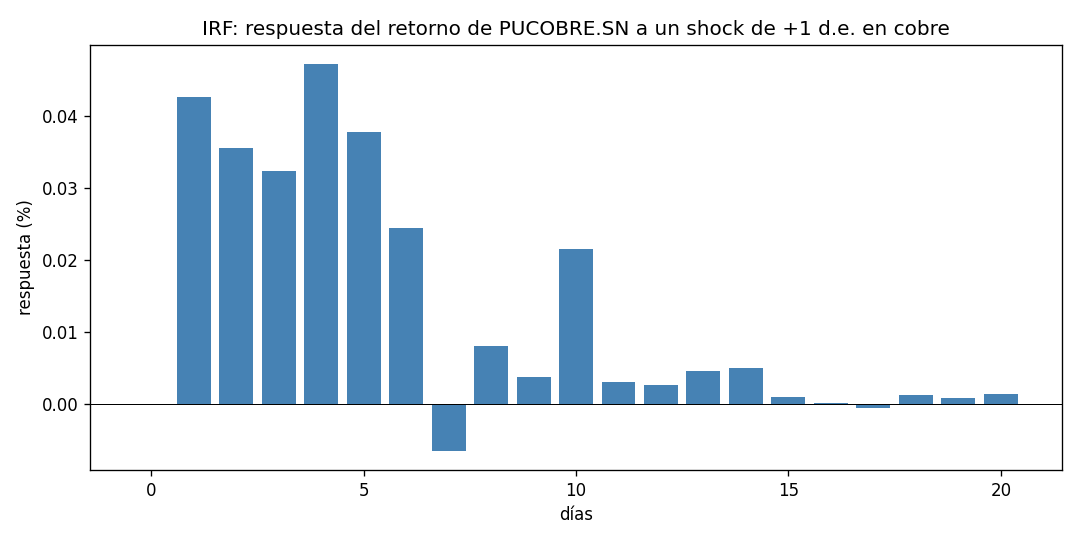 IRF: respuesta del retorno de PUCOBRE.SN a un shock de +1 d.e. en cobre
respuesta (%)
0.04
0.03
0.02
0.01
0.00
0 5 10 15 20
días